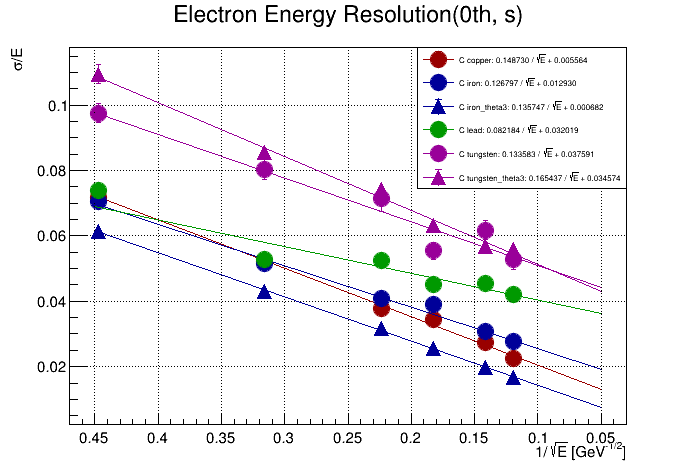 Electron Energy Resolution(0th, s)
σ/E
C copper: 0.148730 / √E + 0.005564
C iron: 0.126797 / √E + 0.012930
C iron_theta3: 0.135747 / √E + 0.000682
C lead: 0.082184 / √E + 0.032019
C tungsten: 0.133583 / √E + 0.037591
C tungsten_theta3: 0.165437 / √E + 0.034574
0.1
0.08
0.06
0.04
0.02
0.45 0.4 0.35 0.3 0.25 0.2 0.15 0.1 0.05
1/√E [GeV^-1/2]